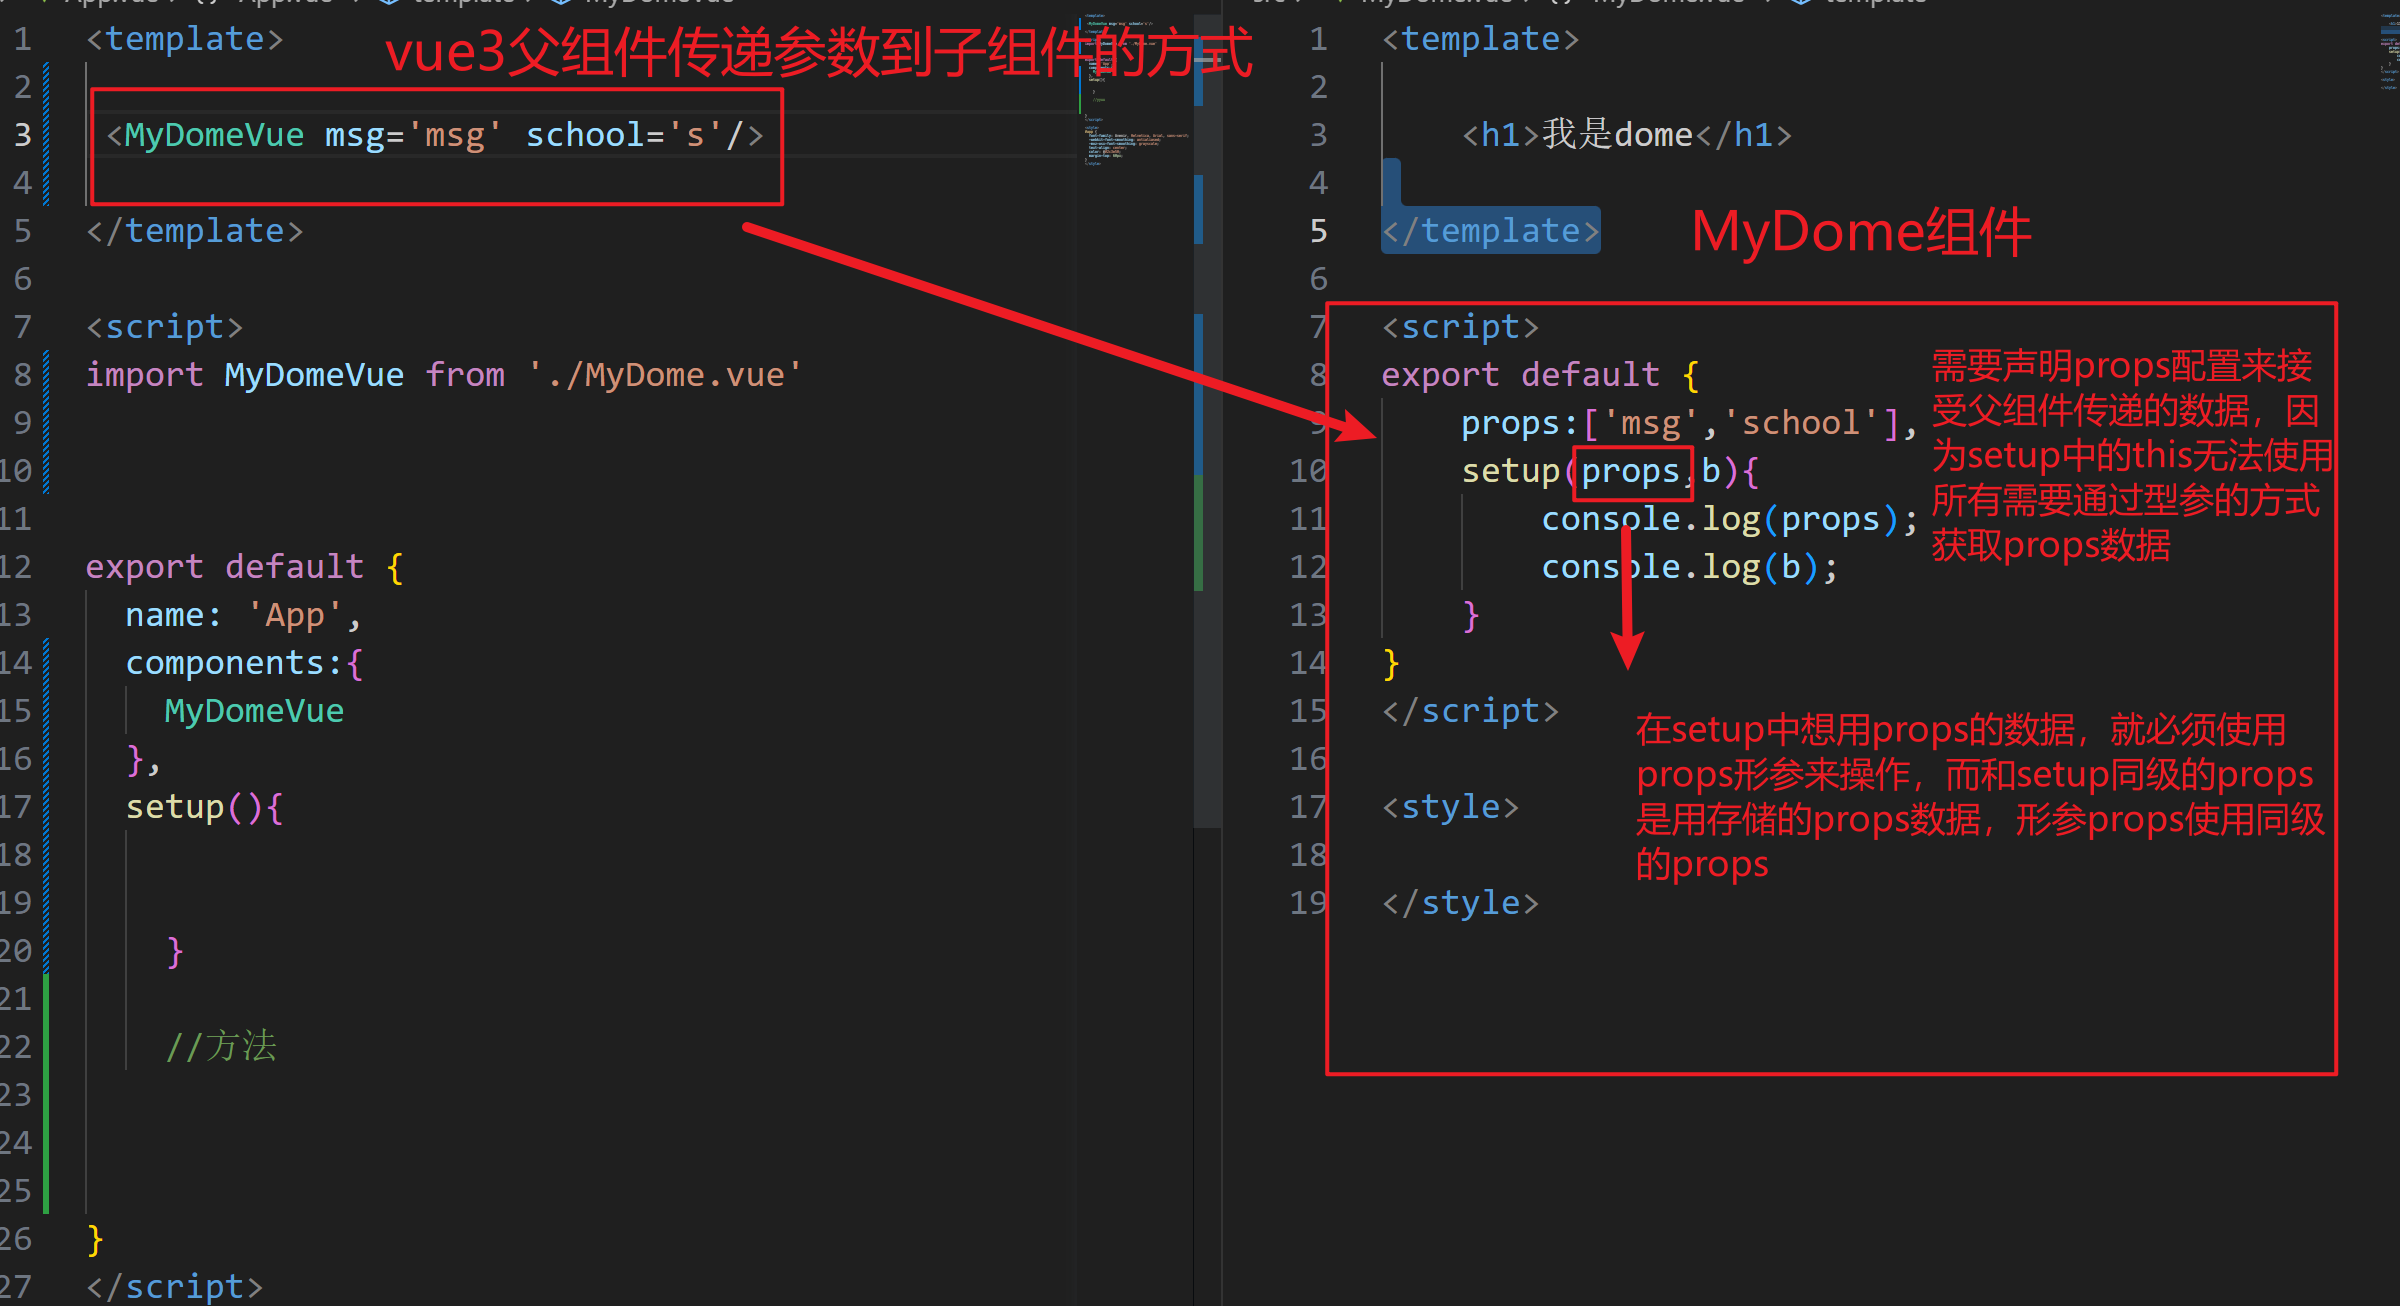 vue3父组件传递参数到子组件的方式
1 <template>
2
3 <MyDomeVue msg='msg' school='s'/>
4
5 </template>
6
7 <script>
8 import MyDomeVue from './MyDome.vue'
9
10
11
12 export default {
13 name: 'App',
14 components:{
15 MyDomeVue
16 },
17 setup(){
18
19
20 }
21
22 //方法
23
24
25
26 }
27 </script>
1 <template>
2
3 <h1>我是dome</h1>
4
5 </template>
MyDome组件
6
7 <script>
8 export default {
9 props:['msg','school'],
10 setup(props,b){
11 console.log(props);
12 console.log(b);
13 }
14 }
15 </script>
16
17 <style>
18
19 </style>
需要声明props配置来接
受父组件传递的数据，因
为setup中的this无法使用
所有需要通过型参的方式
获取props数据
在setup中想用props的数据，就必须使用
props形参来操作，而和setup同级的props
是用存储的props数据，形参props使用同级
的props